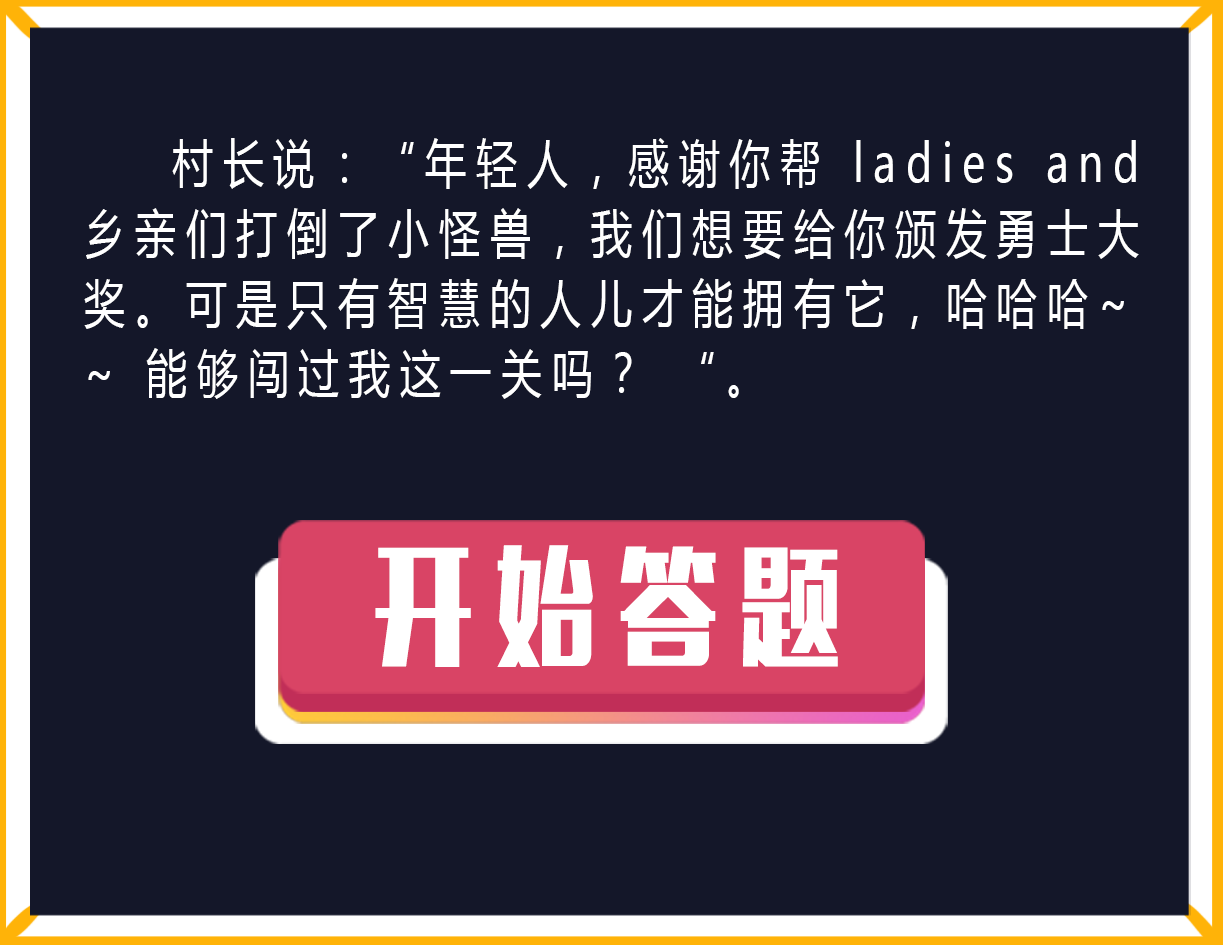 村长说：“年轻人，感谢你帮 ladies and
乡亲们打倒了小怪兽，我们想要给你颁发勇士大
奖。可是只有智慧的人儿才能拥有它，哈哈哈~
~ 能够闯过我这一关吗？ “。
开始答题